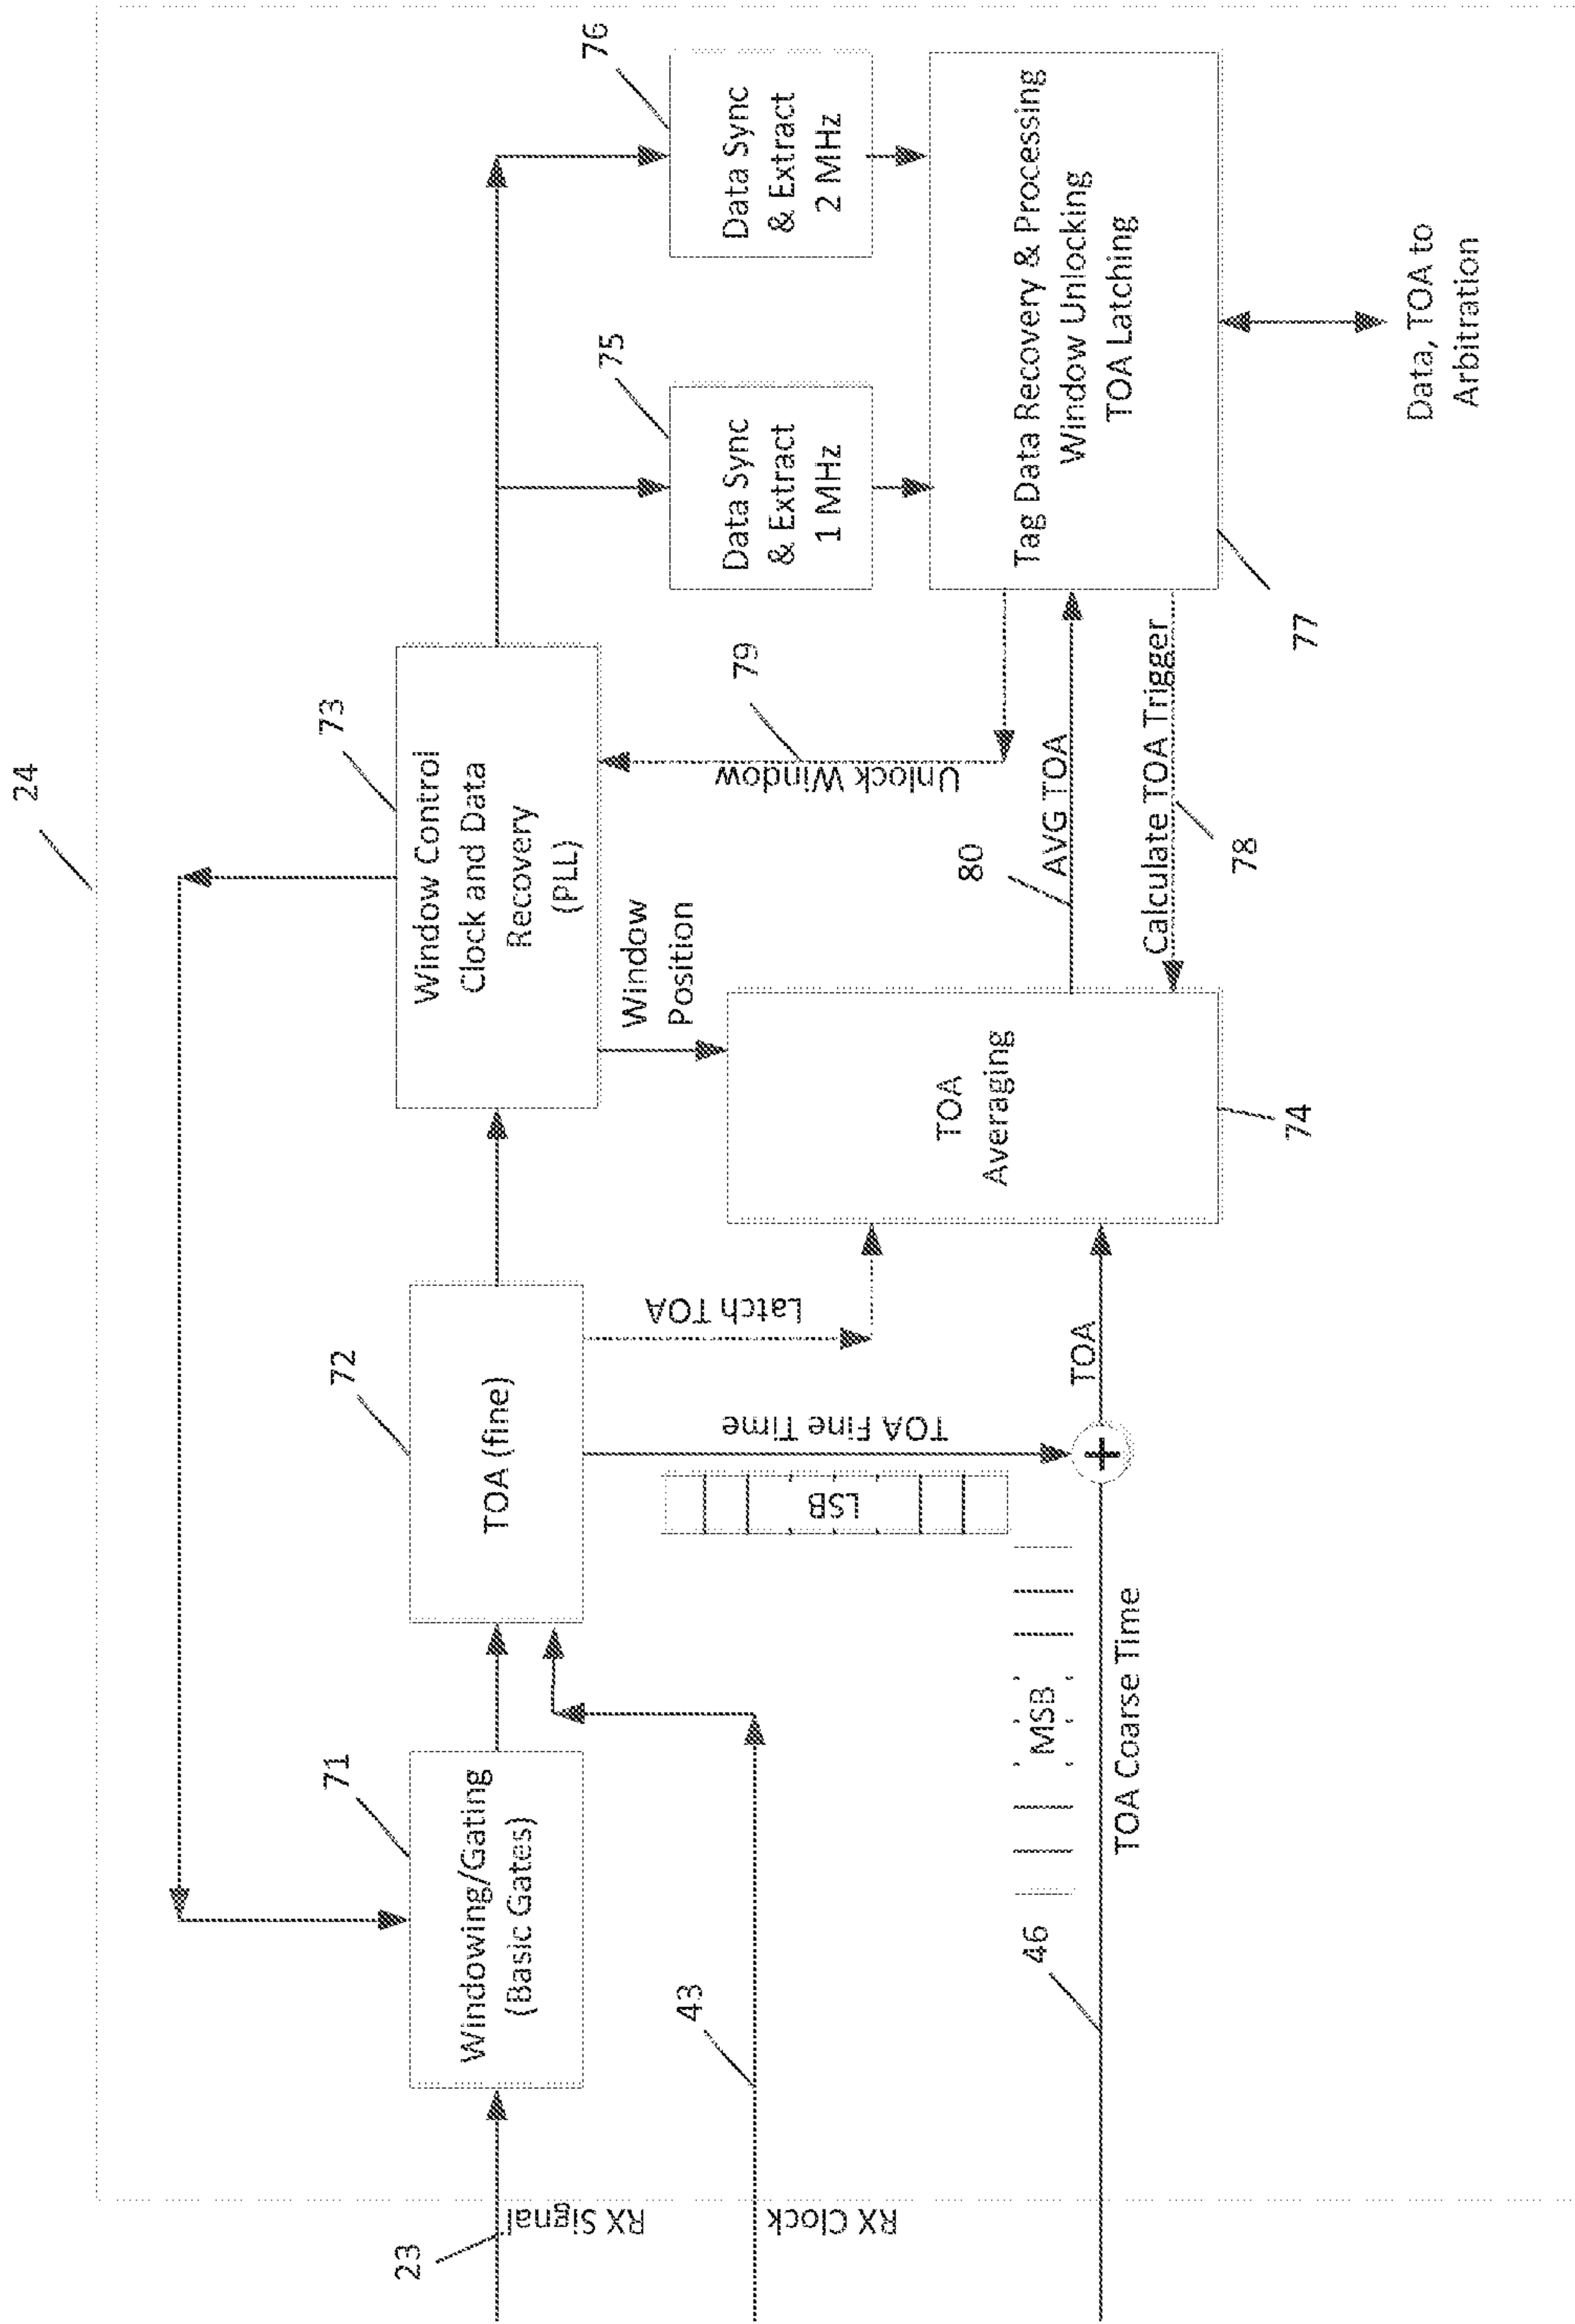 24
71
Windowing/Gating
(Basic Gates)
72
TOA (fine)
73
Window Control
Clock and Data
Recovery
(PLL)
23
RX Signal
43
RX Clock
46
TOA Coarse Time
MSB
LSB
TOA Fine Time
Latch TOA
TOA
Window
Position
TOA
Averaging
74
79
Unlock Window
80
AVG TOA
Calculate TOA Trigger
78
75
Data Sync
& Extract
1 MHz
76
Data Sync
& Extract
2 MHz
Tag Data Recovery & Processing
Window Unlocking
TOA Latching
77
Data, TOA to
Arbitration